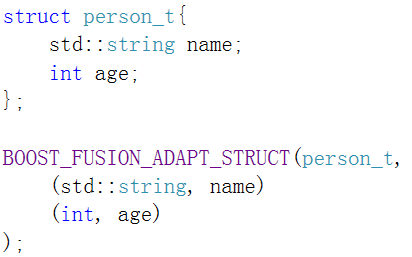 struct person_t{
    std::string name;
    int age;
};

BOOST_FUSION_ADAPT_STRUCT(person_t,
    (std::string, name)
    (int, age)
);